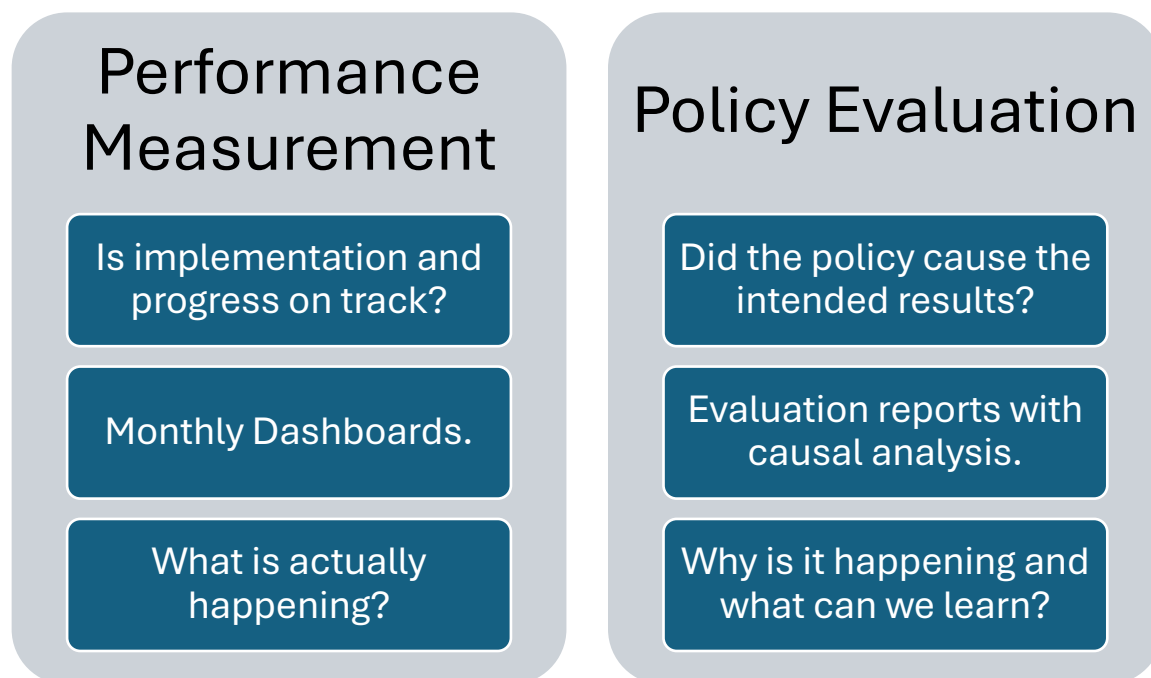 Performance
Measurement
Is implementation and
progress on track?
Monthly Dashboards.
What is actually
happening?
Policy Evaluation
Did the policy cause the
intended results?
Evaluation reports with
causal analysis.
Why is it happening and
what can we learn?